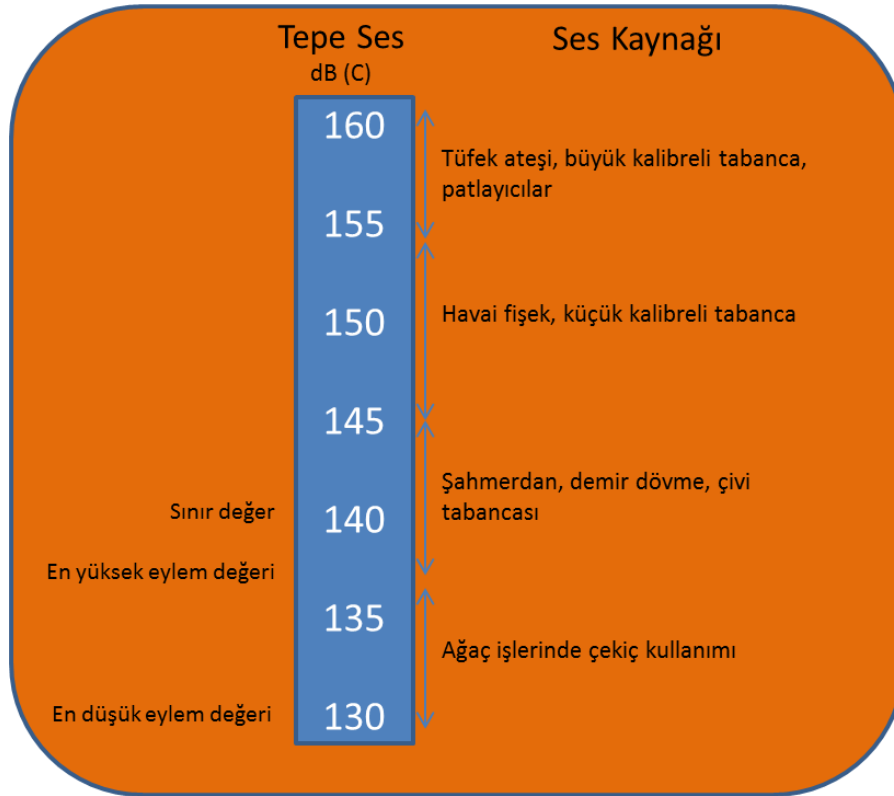 Tepe Ses
dB (C)
Ses Kaynağı
160
Tüfek ateşi, büyük kalibreli tabanca,
patlayıcılar
155
150
Havai fişek, küçük kalibreli tabanca
145
Şahmerdan, demir dövme, çivi
tabancası
Sınır değer
140
En yüksek eylem değeri
135
Ağaç işlerinde çekiç kullanımı
En düşük eylem değeri
130